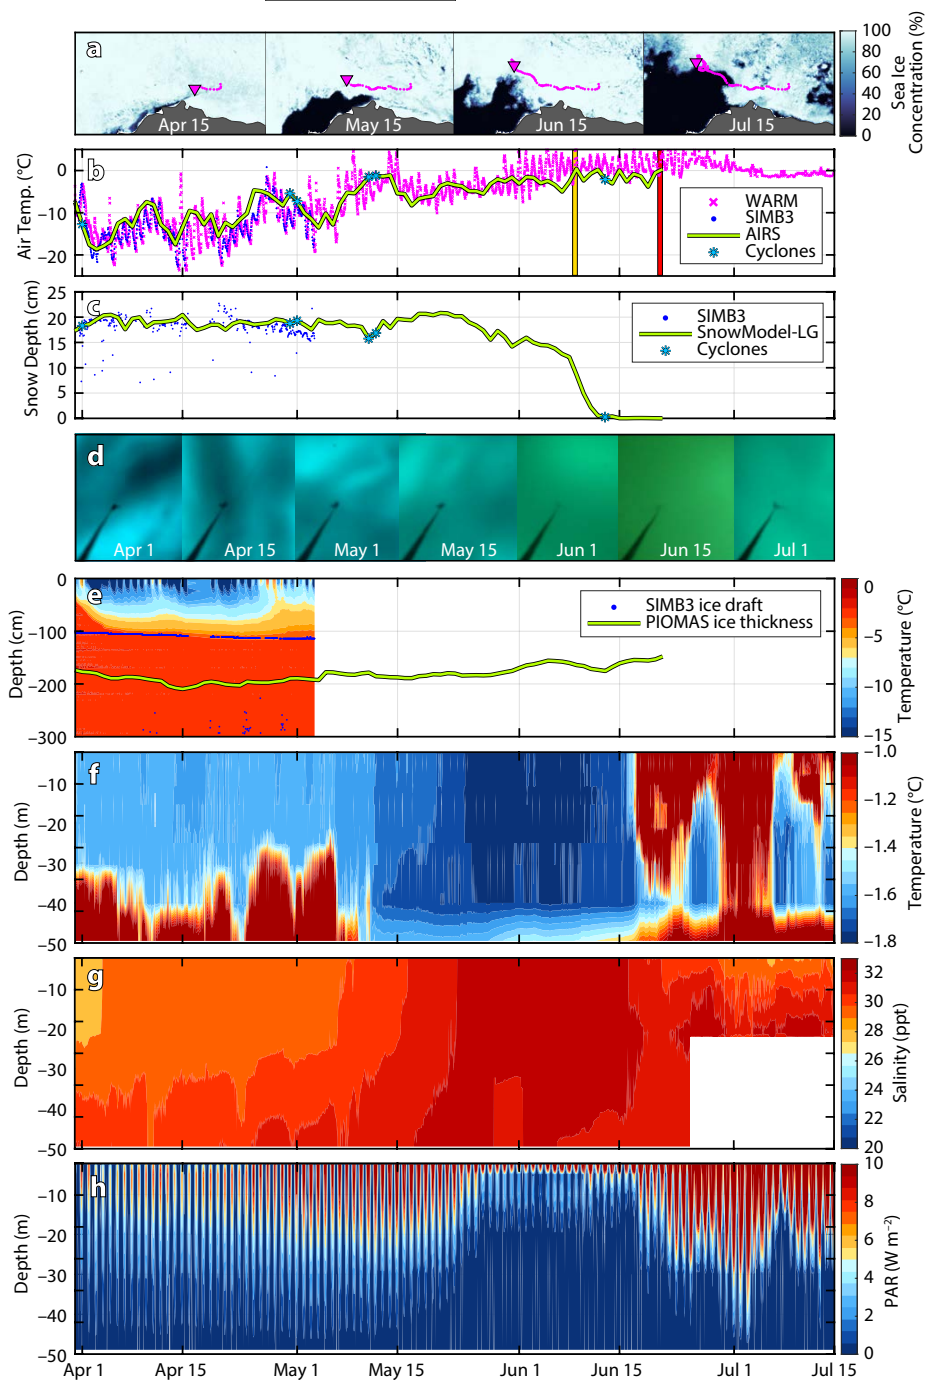 a
Apr 15
May 15
Jun 15
Jul 15
100
80
60
40
20
0
Sea Ice
Concentration (%)
b
Air Temp. (°C)
0
−10
−20
WARM
SIMB3
AIRS
Cyclones
c
Snow Depth (cm)
25
20
15
10
5
0
SIMB3
SnowModel-LG
Cyclones
d
Apr 1
Apr 15
May 1
May 15
Jun 1
Jun 15
Jul 1
e
Depth (cm)
0
−100
−200
−300
SIMB3 ice draft
PIOMAS ice thickness
0
−5
−10
−15
Temperature (°C)
f
Depth (m)
−10
−20
−30
−40
−50
−1.0
−1.2
−1.4
−1.6
−1.8
Temperature (°C)
g
Depth (m)
−10
−20
−30
−40
−50
32
30
28
26
24
22
20
Salinity (ppt)
h
Depth (m)
−10
−20
−30
−40
−50
10
8
6
4
2
0
PAR (W m⁻²)
Apr 1
Apr 15
May 1
May 15
Jun 1
Jun 15
Jul 1
Jul 15